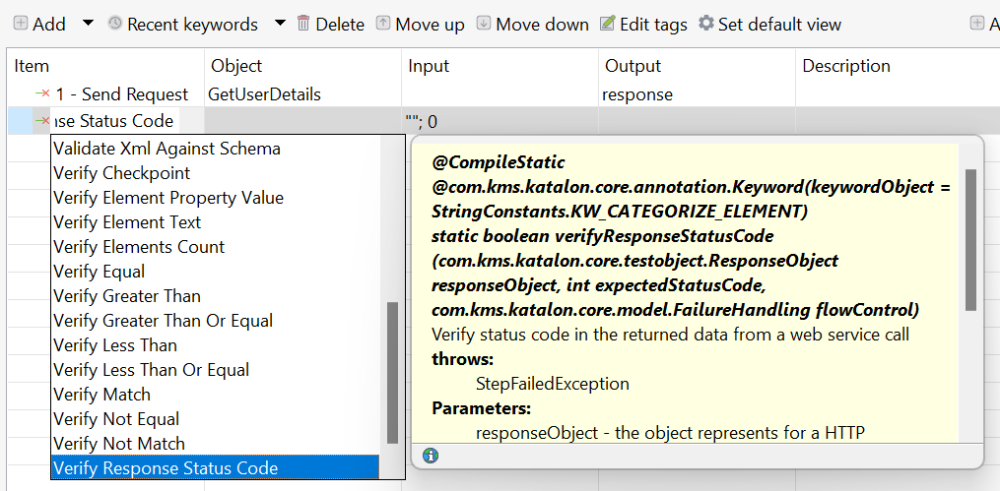 Add Recent keywords Delete Move up Move down Edit tags Set default view A
Item Object Input Output Description
1 - Send Request GetUserDetails response
se Status Code ""; 0
Validate Xml Against Schema
Verify Checkpoint
Verify Element Property Value
Verify Element Text
Verify Elements Count
Verify Equal
Verify Greater Than
Verify Greater Than Or Equal
Verify Less Than
Verify Less Than Or Equal
Verify Match
Verify Not Equal
Verify Not Match
Verify Response Status Code
@CompileStatic
@com.kms.katalon.core.annotation.Keyword(keywordObject =
StringConstants.KW_CATEGORIZE_ELEMENT)
static boolean verifyResponseStatusCode
(com.kms.katalon.core.testobject.ResponseObject
responseObject, int expectedStatusCode,
com.kms.katalon.core.model.FailureHandling flowControl)
Verify status code in the returned data from a web service call
throws:
StepFailedException
Parameters:
responseObject - the object represents for a HTTP